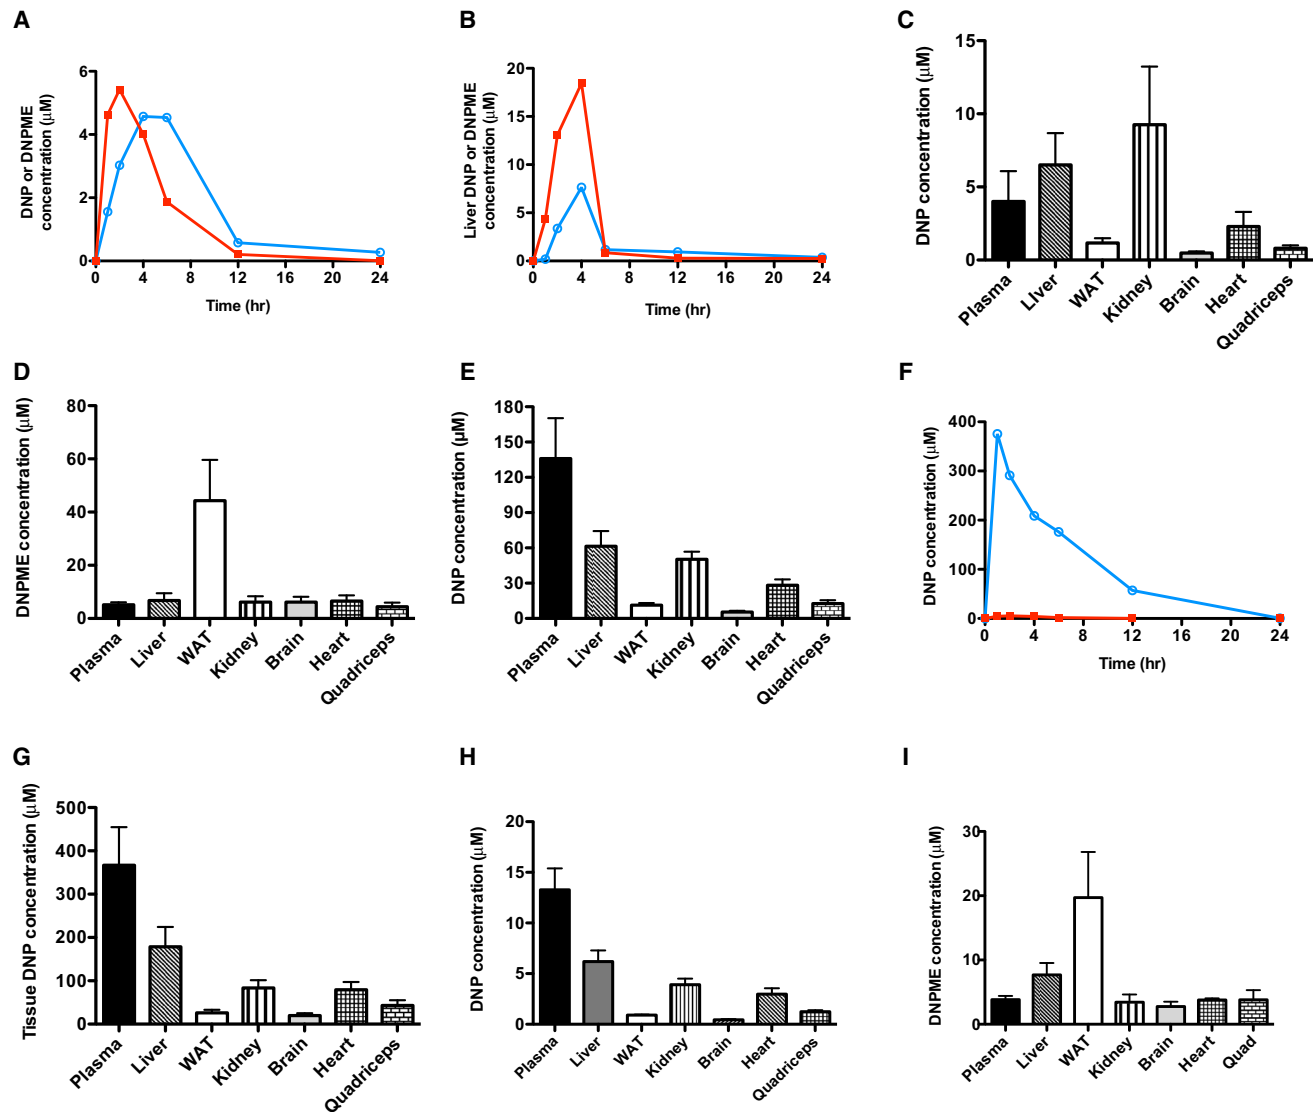 A
DNP or DNPME
concentration (μM)
6
4
2
0
0 4 8 12 16 20 24
Time (hr)
B
Liver DNP or DNPME
concentration (μM)
20
15
10
5
0
0 4 8 12 16 20 24
Time (hr)
C
DNP concentration (μM)
15
10
5
0
Plasma
LIver
WAT
Kidney
Brain
Heart
Quadriceps
D
DNPME concentration (μM)
80
60
40
20
0
Plasma
Liver
WAT
Kidney
Brain
Heart
Quadriceps
E
DNP concentration (μM)
180
150
120
90
60
30
0
Plasma
Liver
WAT
Kidney
Brain
Heart
Quadriceps
F
DNP concentration (μM)
400
300
200
100
0
0 4 8 12 16 20 24
Time (hr)
G
Tissue DNP concentration (μM)
500
400
300
200
100
0
Plasma
Liver
WAT
Kidney
Brain
Heart
Quadriceps
H
DNP concentration (μM)
20
15
10
5
0
Plasma
Liver
WAT
Kidney
Brain
Heart
Quadriceps
I
DNPME concentration (μM)
30
20
10
0
Plasma
Liver
WAT
Kidney
Brain
Heart
Quad